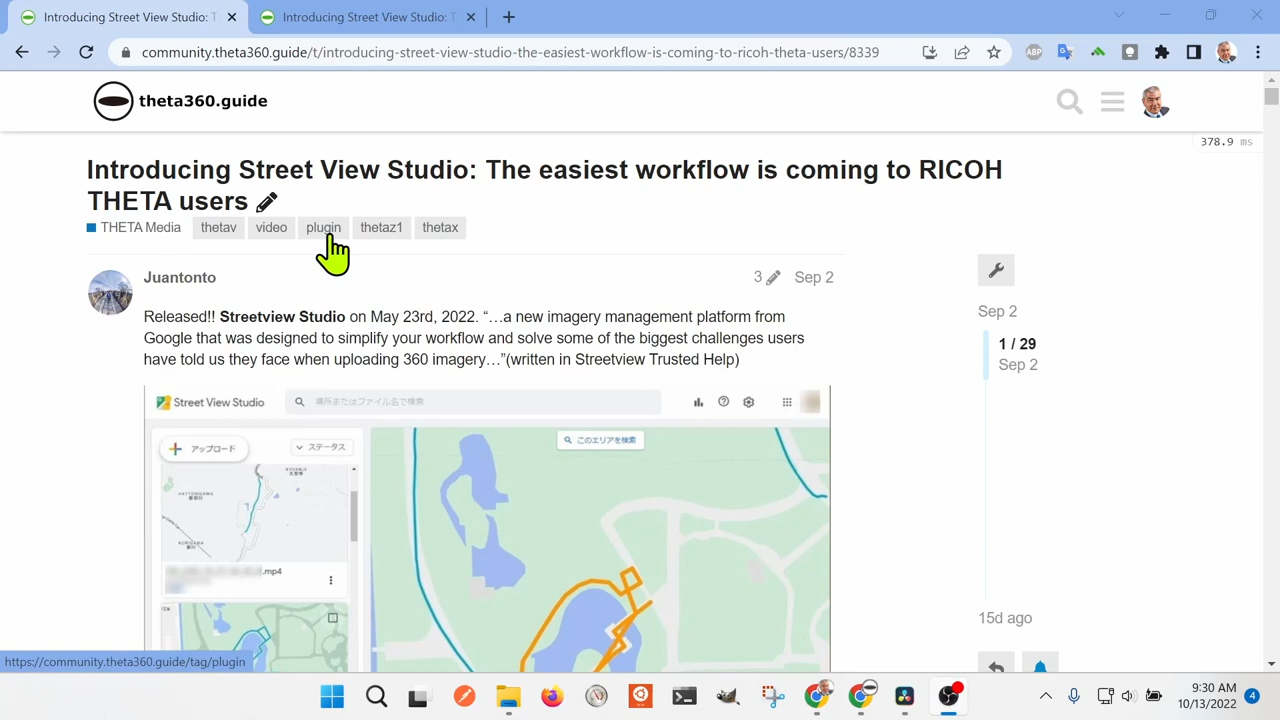 Introducing Street View Studio: T
Introducing Street View Studio: T
community.theta360.guide/t/introducing-street-view-studio-the-easiest-workflow-is-coming-to-ricoh-theta-users/8339
ABP
theta360.guide
378.9 ms
Introducing Street View Studio: The easiest workflow is coming to RICOH
THETA users
THETA Media thetav video plugin thetaz1 thetax
Juantonto 3 Sep 2
Released!! Streetview Studio on May 23rd, 2022. “…a new imagery management platform from
Google that was designed to simplify your workflow and solve some of the biggest challenges users
have told us they face when uploading 360 imagery…”(written in Streetview Trusted Help)
Sep 2
1 / 29
Sep 2
15d ago
Street View Studio 場所またはファイル名で検索
アップロード ステータス
このエリアを検索
.mp4
https://community.theta360.guide/tag/plugin
9:30 AM
10/13/2022
4